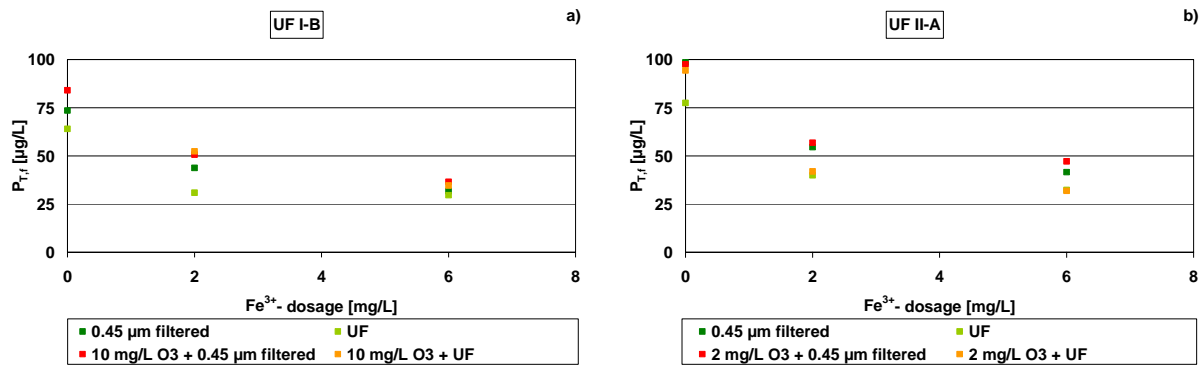 UF I-B
a)
100
75
50
25
0
P_T,f [µg/L]
0 2 4 6 8
Fe³⁺- dosage [mg/L]
0.45 µm filtered UF
10 mg/L O3 + 0.45 µm filtered 10 mg/L O3 + UF
UF II-A
b)
100
75
50
25
0
P_T,f [µg/L]
0 2 4 6 8
Fe³⁺- dosage [mg/L]
0.45 µm filtered UF
2 mg/L O3 + 0.45 µm filtered 2 mg/L O3 + UF